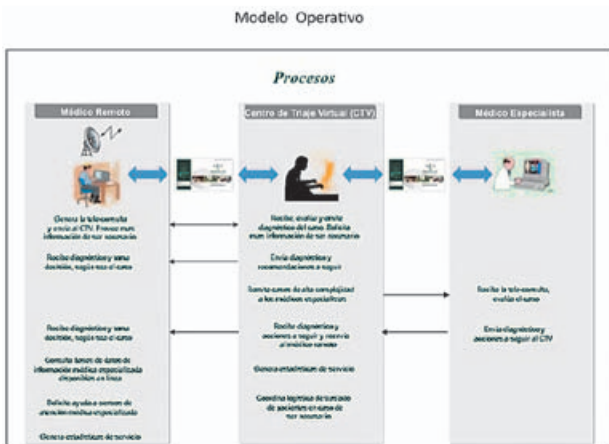 Modelo Operativo
Procesos
Médico Remoto
Centro de Triaje Virtual (CTV)
Médico Especialista
Genera la teleconsulta
y envía al CTV. Provee mas
información de ser necesario
Recibe diagnóstico y toma
decisión, según sea el caso
Recibe diagnóstico y toma
decisión, según sea el caso
Consulta bases de datos de
información médica especializada
disponibles en línea
Solicita ayuda a centros de
atención médica especializada
Genera estadísticas de servicio
Recibe, evalúa y emite
diagnóstico del caso. Solicita
mas información de ser necesario
Envía diagnóstico y
recomendaciones a seguir
Remite casos de alta complejidad
a los médicos especialistas
Recibe diagnóstico y
acciones a seguir y reenvía
al médico remoto
Genera estadísticas de servicio
Coordina logística de traslado
de pacientes en caso de
ser necesario
Recibe la tele-consulta,
evalúa el caso
Envía diagnóstico y
acciones a seguir al CTV